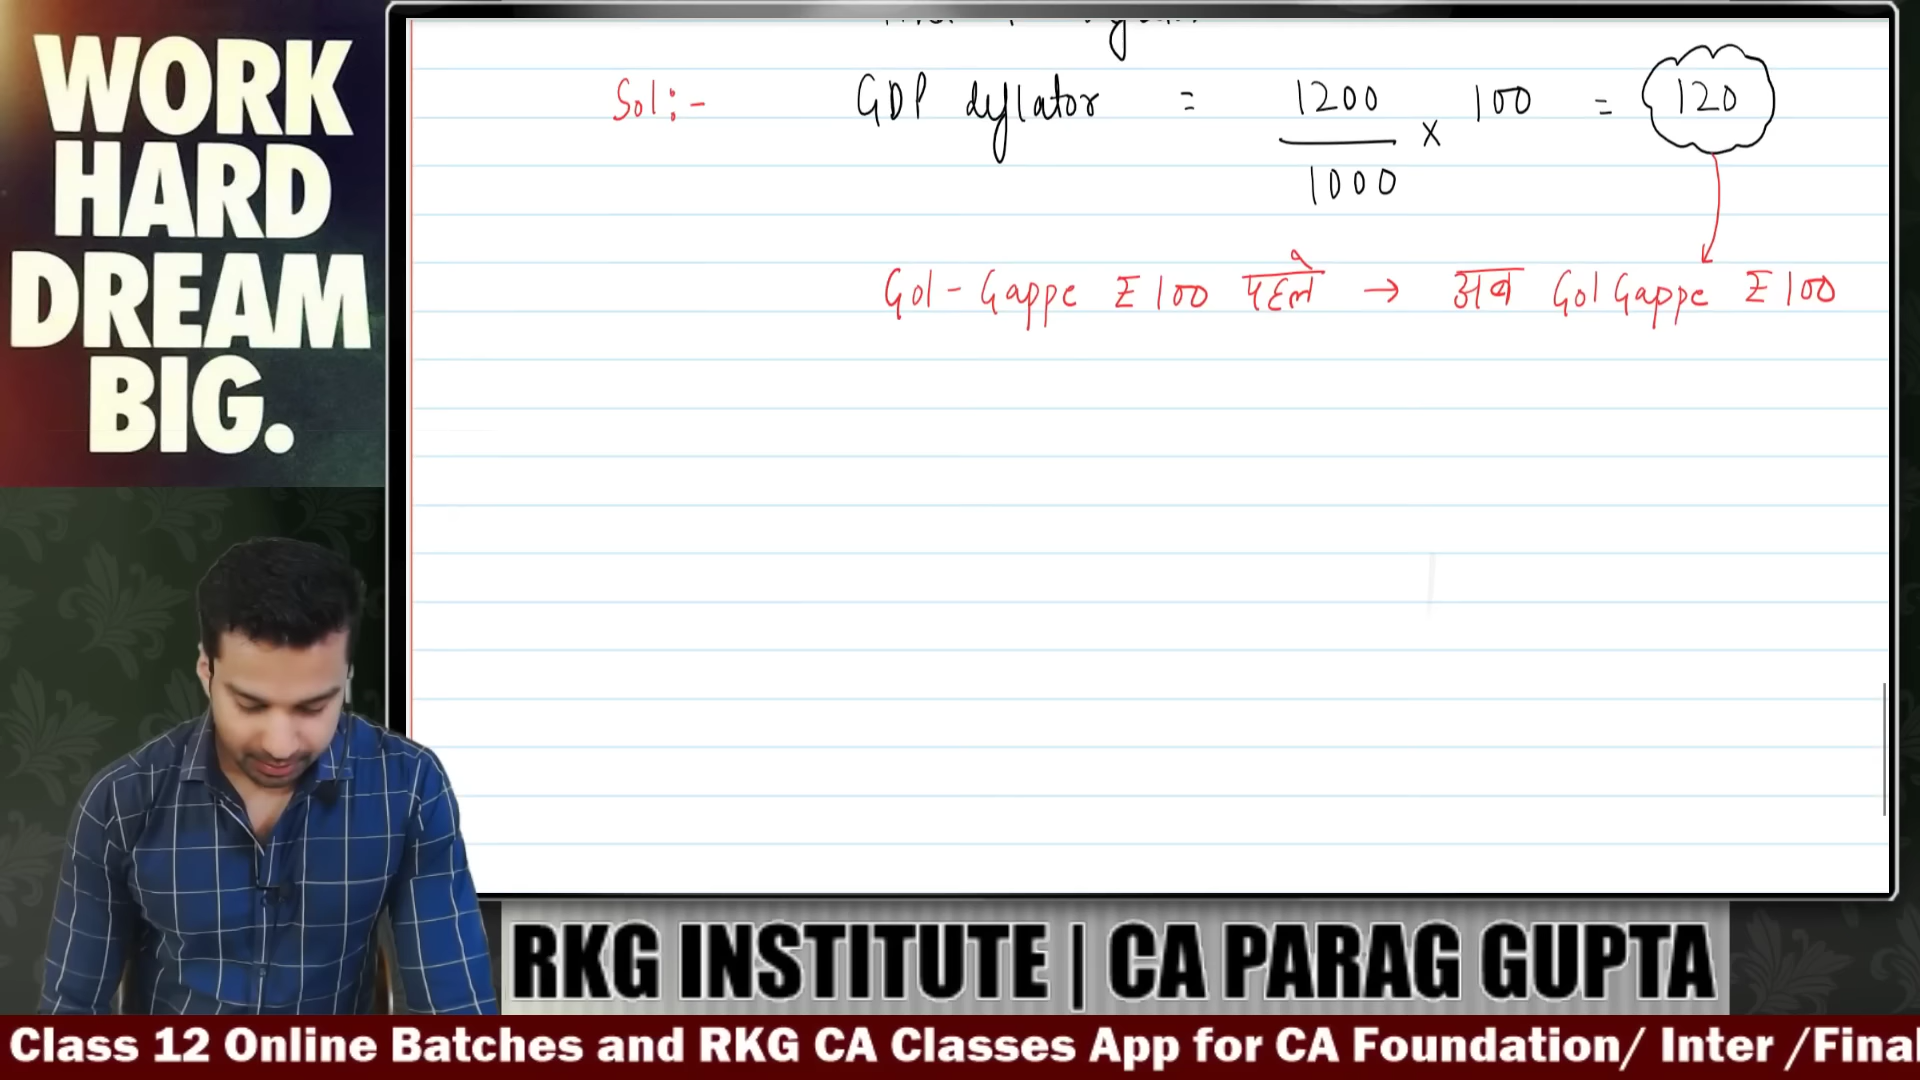 WORK
HARD
DREAM
BIG.
Sol:- GDP deflator = 1200 / 1000 x 100 = 120
Gol-Gappe ₹100 पहले → अब Gol Gappe ₹100
RKG INSTITUTE | CA PARAG GUPTA
Class 12 Online Batches and RKG CA Classes App for CA Foundation/ Inter /Final